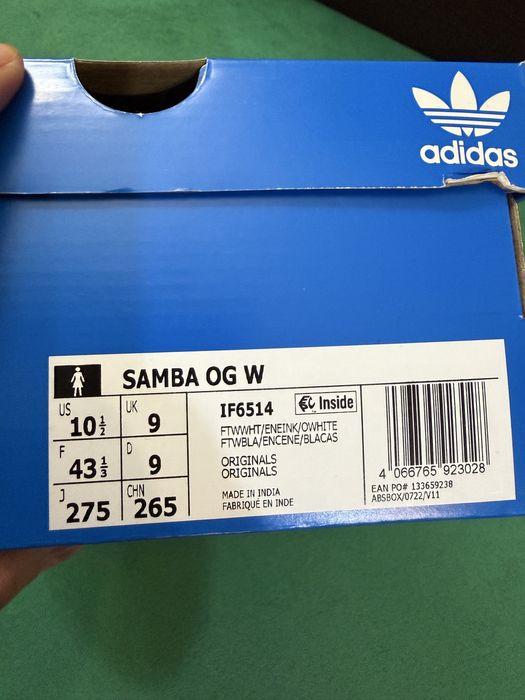 adidas
SAMBA OG W
US 10 1/2
UK 9
F 43 1/3
D 9
J 275
CHN 265
IF6514
Inside
FTWWHT/ENEINK/OWHITE
FTWBLA/ENCENE/BLACAS
ORIGINALS
ORIGINALS
MADE IN INDIA
FABRIQUÉ EN INDE
4 066765 923028
EAN PO# 133659238
ABSBOX/0722/V11